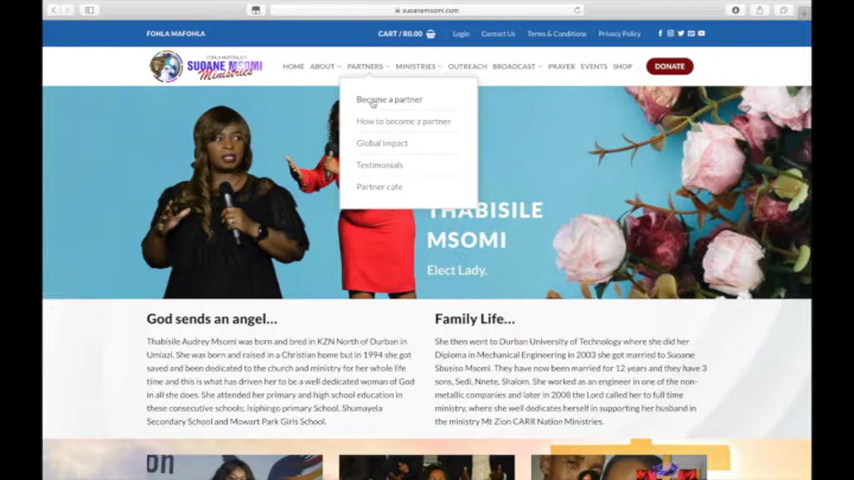 suoanemsomi.com
FOHLA MAFOHLA
CART / R0.00
Login
Contact Us
Terms & Conditions
Privacy Policy
FOHLA MAFOHLA
SUOANE MSOMI
Ministries
HOME ABOUT PARTNERS MINISTRIES OUTREACH BROADCAST PRAYER EVENTS SHOP
DONATE
Become a partner
How to become a partner
Global impact
Testimonials
Partner cafe
THABISILE
MSOMI
Elect Lady.
God sends an angel...
Thabisile Audrey Msomi was born and bred in KZN North of Durban in
Umlazi. She was born and raised in a Christian home but in 1994 she got
saved and been dedicated to the church and ministry for her whole life
time and this is what has driven her to be a well dedicated woman of God
in all she does. She attended her primary and high school education in
these consecutive schools; Isiphingo primary School, Shumayela
Secondary School and Mowart Park Girls School.
Family Life...
She then went to Durban University of Technology where she did her
Diploma in Mechanical Engineering in 2003 she got married to Suoane
Sbusiso Msomi. They have now been married for 12 years and they have 3
sons, Sedi, Nnete, Shalom. She worked as an engineer in one of the non-
metallic companies and later in 2008 the Lord called her to full time
ministry, where she well dedicates herself in supporting her husband in
the ministry Mt Zion CARR Nation Ministries.
on